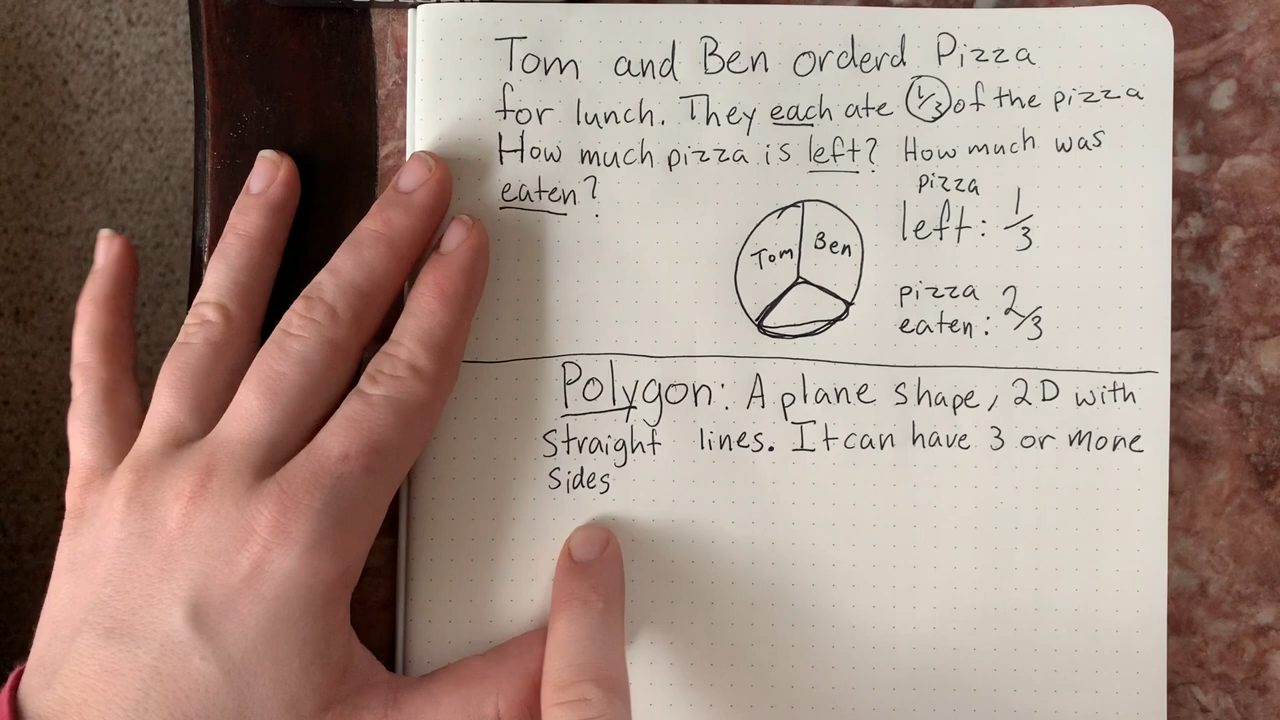 Tom and Ben orderd Pizza
for lunch. They each ate 1/3 of the pizza
How much pizza is left? How much was
eaten?
pizza
left: 1/3
Tom Ben
pizza
eaten: 2/3
Polygon: A plane shape, 2D with
straight lines. It can have 3 or more
sides